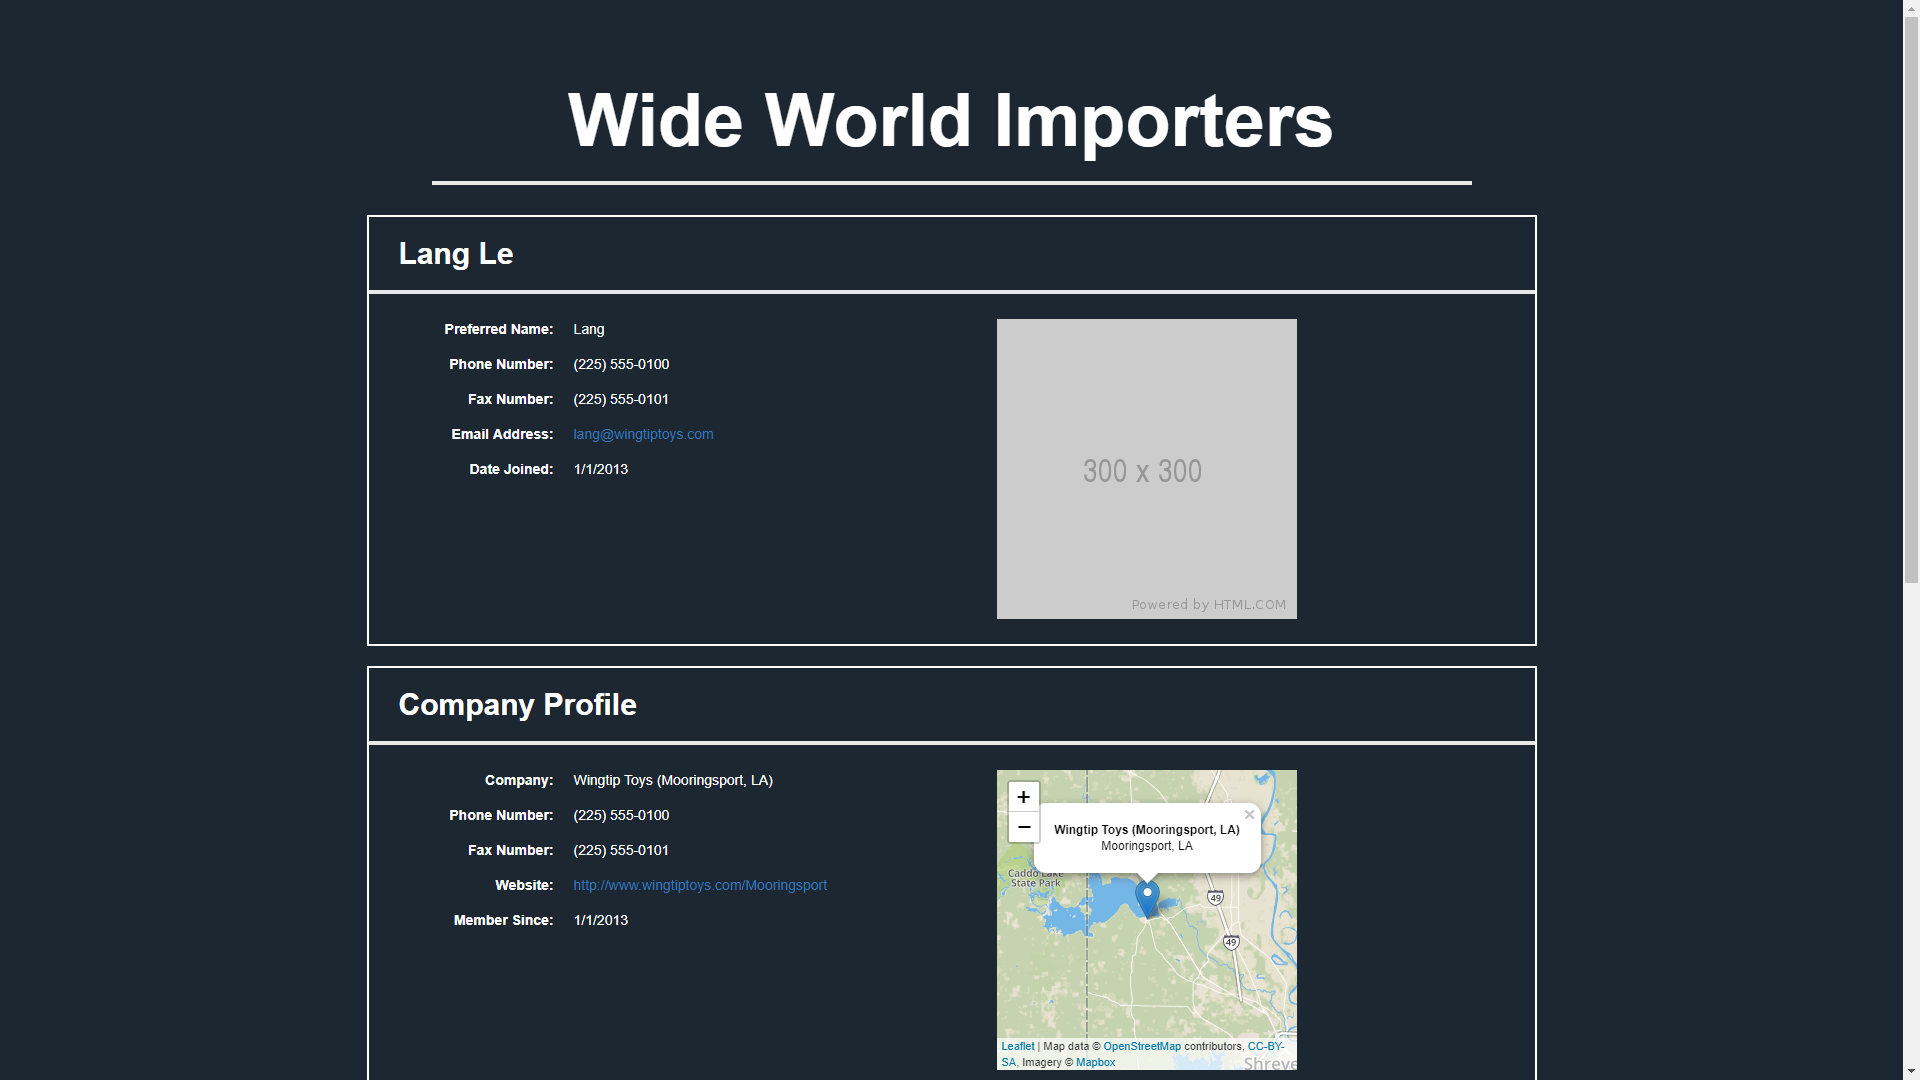 Wide World Importers
Lang Le
Preferred Name: Lang
Phone Number: (225) 555-0100
Fax Number: (225) 555-0101
Email Address: lang@wingtiptoys.com
Date Joined: 1/1/2013
300 x 300
Powered by HTML.COM
Company Profile
Company: Wingtip Toys (Mooringsport, LA)
Phone Number: (225) 555-0100
Fax Number: (225) 555-0101
Website: http://www.wingtiptoys.com/Mooringsport
Member Since: 1/1/2013
+
−
×
Wingtip Toys (Mooringsport, LA)
Mooringsport, LA
Caddo Lake
State Park
49
49
Leaflet | Map data © OpenStreetMap contributors, CC-BY-
SA, Imagery © Mapbox
Shreve